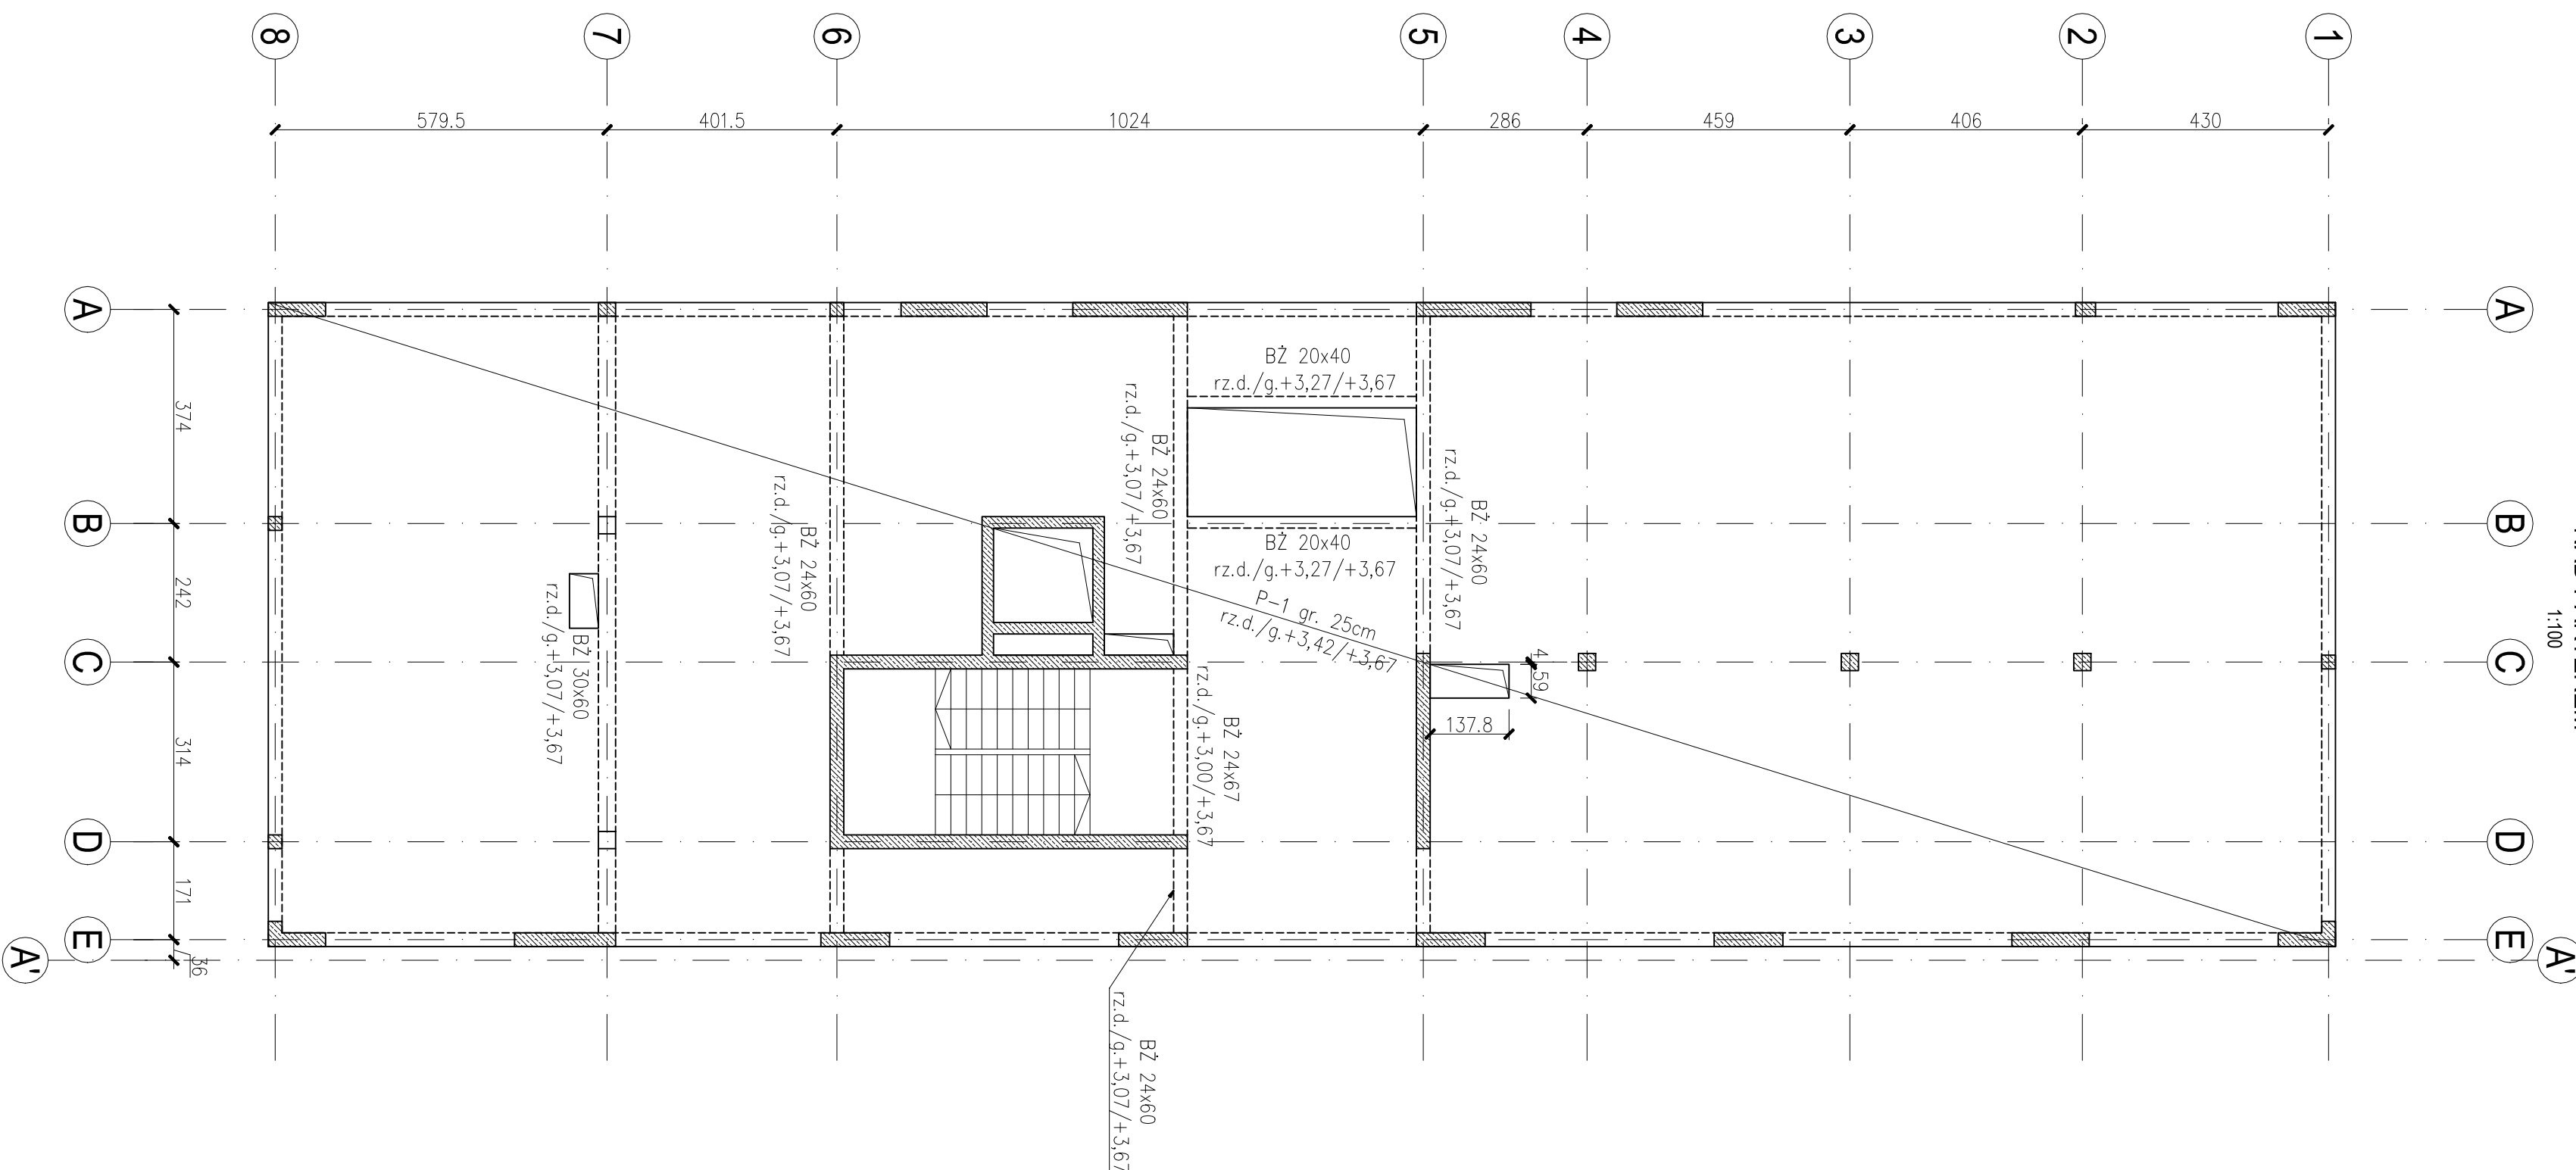 8
7
6
5
4
3
2
1
579.5
401.5
1024
286
459
406
430
A
A
B
B
C
C
D
D
E
E
A'
A'
374
242
314
171
36
BŻ 20x40
rz.d./g.+3,27/+3,67
BŻ 24x60
rz.d./g.+3,07/+3,67
BŻ 24x60
rz.d./g.+3,07/+3,67
BŻ 24x60
rz.d./g.+3,07/+3,67
BŻ 20x40
rz.d./g.+3,27/+3,67
P-1 gr. 25cm
rz.d./g.+3,42/+3,67
BŻ 30x60
rz.d./g.+3,07/+3,67
BŻ 24x67
rz.d./g.+3,00/+3,67
4
59
137.8
BŻ 24x60
rz.d./g.+3,07/+3,67
1:100